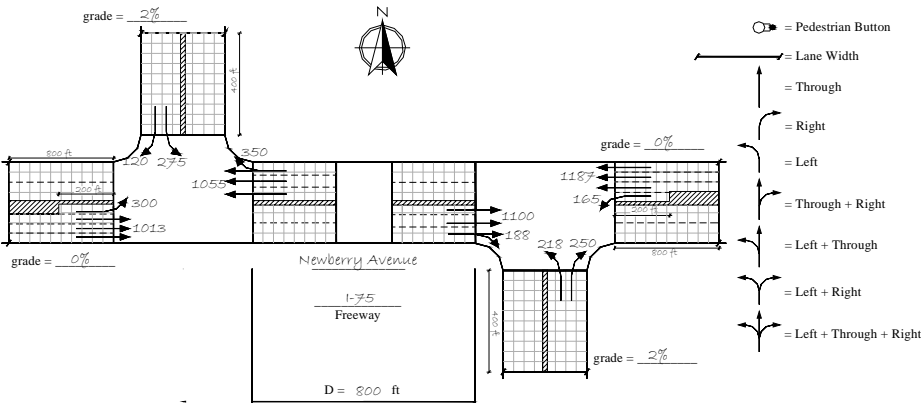 grade = 2%
N
= Pedestrian Button
= Lane Width
= Through
= Right
= Left
= Through + Right
= Left + Through
= Left + Right
= Left + Through + Right
400 ft
120 275
350
1055
800 ft
200 ft
300
1013
grade = 0%
grade = 0%
1187
165
200 ft
800 ft
1100
188
218 250
Newberry Avenue
I-75
Freeway
400 ft
grade = 2%
D = 800 ft